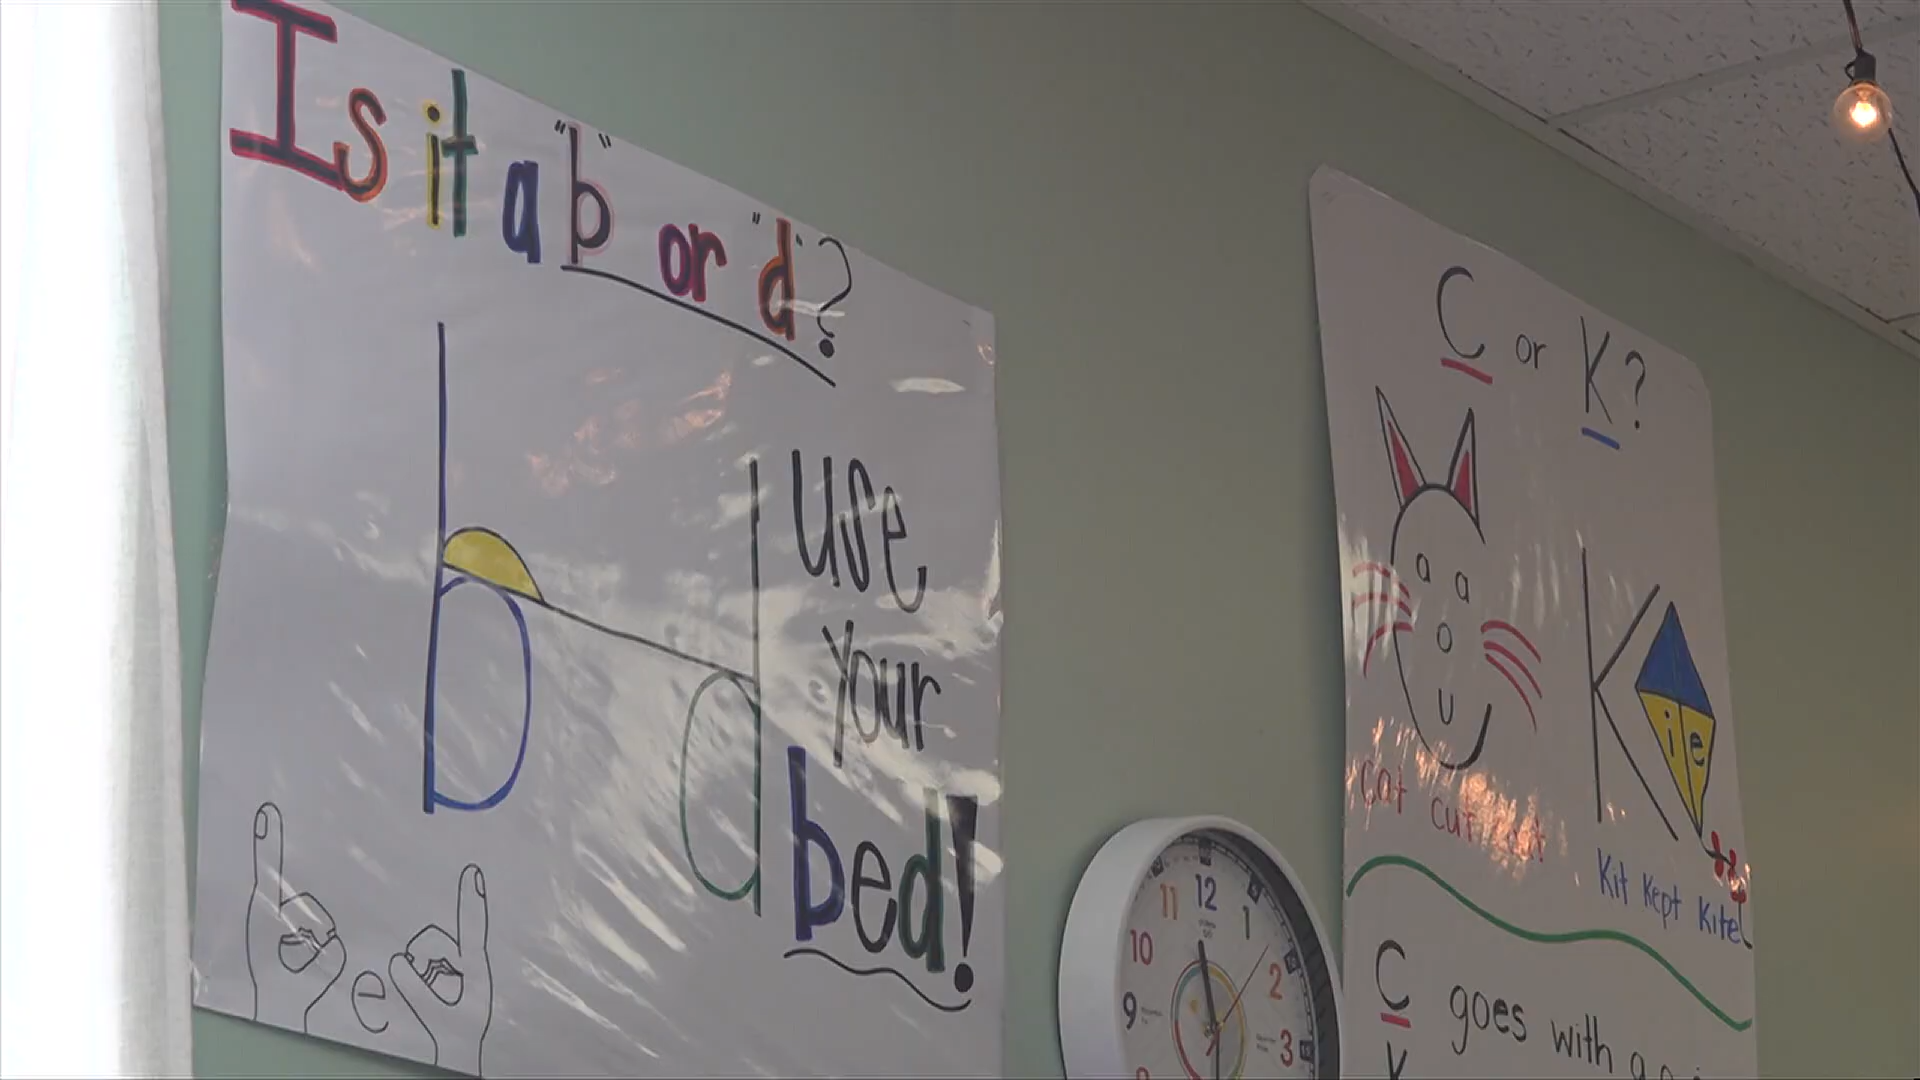 Is it a "b" or "d"?
b d
use
your
bed!
b e d
C or K?
a a
o
u
K i e
cat
Kit Kept Kite
C goes with
12
1
2
3
9
10
11